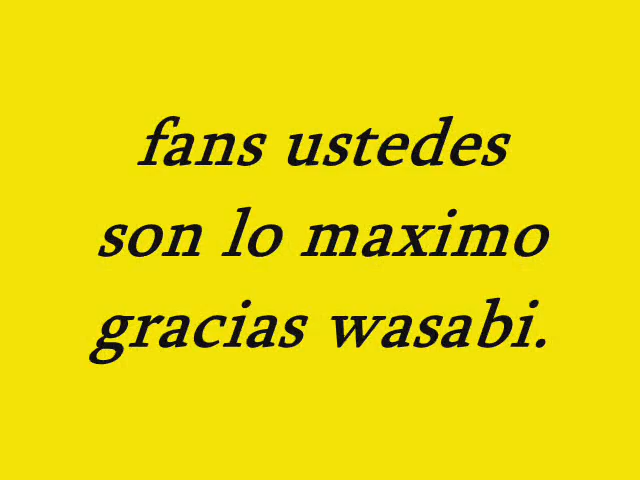 fans ustedes
son lo maximo
gracias wasabi.